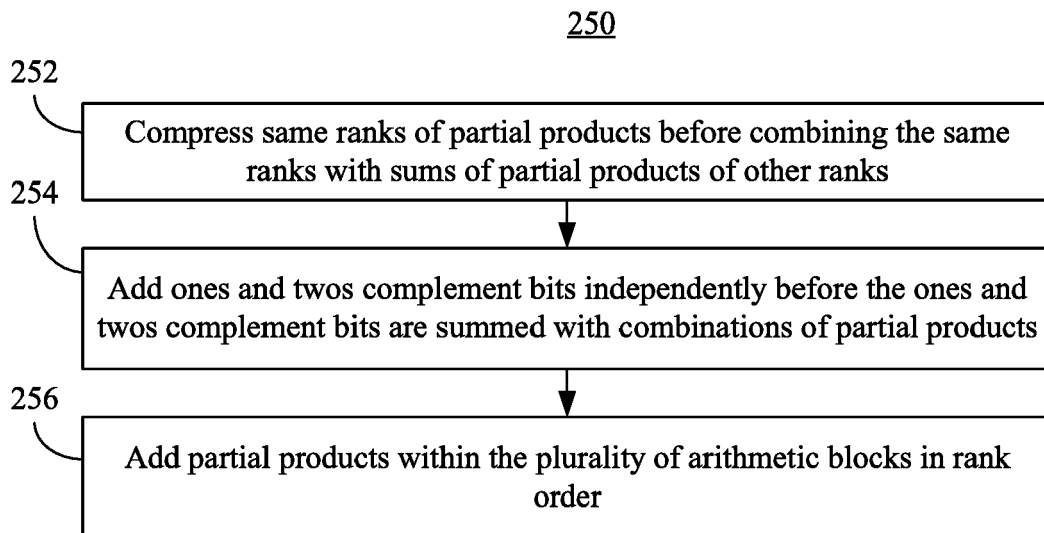 250
252
Compress same ranks of partial products before combining the same
ranks with sums of partial products of other ranks
254
Add ones and twos complement bits independently before the ones and
twos complement bits are summed with combinations of partial products
256
Add partial products within the plurality of arithmetic blocks in rank
order